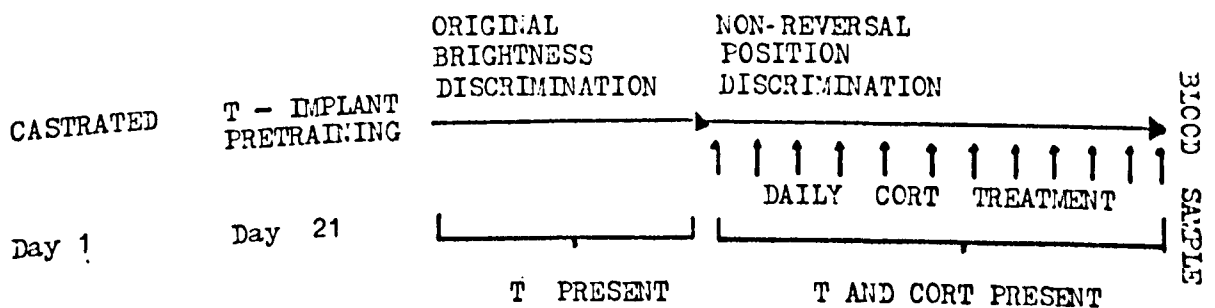 ORIGINAL
BRIGHTNESS
DISCRIMINATION
NON-REVERSAL
POSITION
DISCRIMINATION
CASTRATED
T - IMPLANT
PRETRAINING
DAILY CORT TREATMENT
Day 1
Day 21
T PRESENT
T AND CORT PRESENT
BLOOD SAMPLE